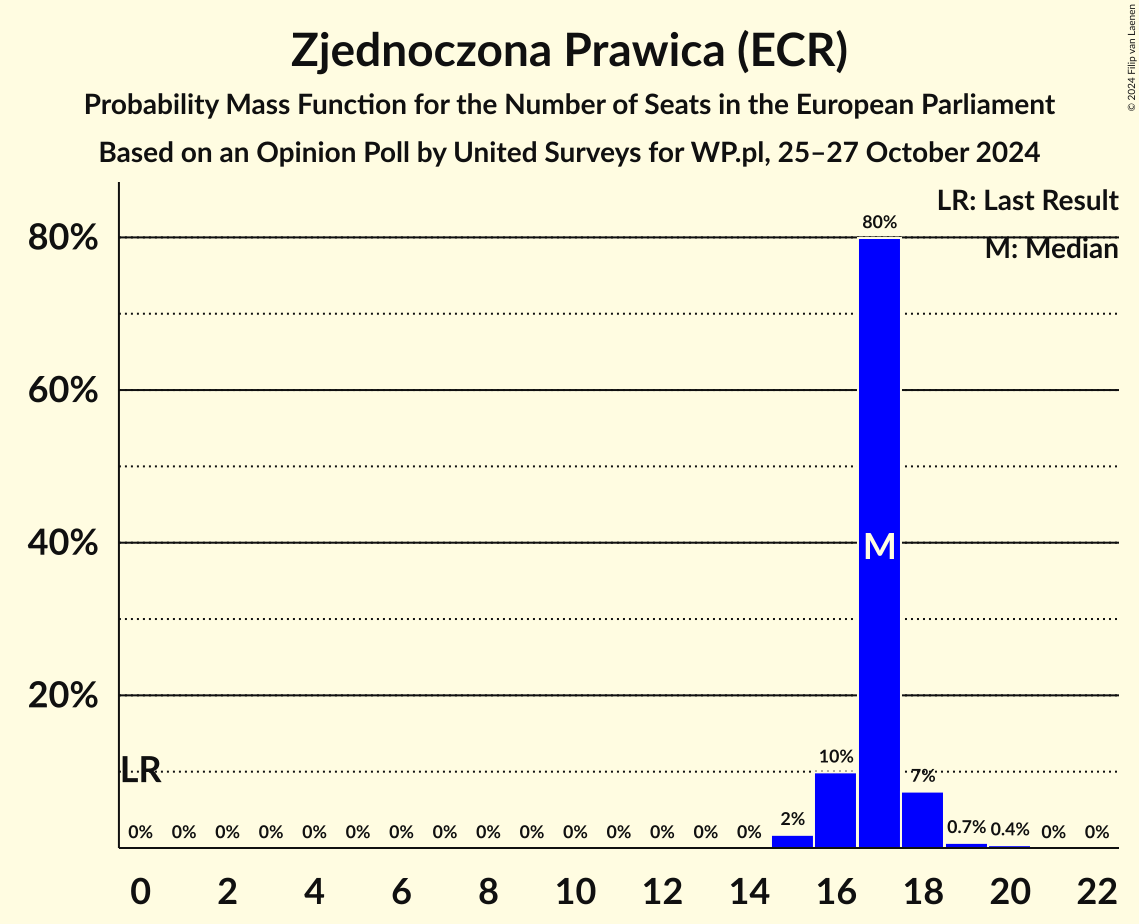 Zjednoczona Prawica (ECR)
Probability Mass Function for the Number of Seats in the European Parliament
Based on an Opinion Poll by United Surveys for WP.pl, 25–27 October 2024
© 2024 Filip van Laenen
LR: Last Result
M: Median
80%
60%
40%
20%
LR
M
0% 0% 0% 0% 0% 0% 0% 0% 0% 0% 0% 0% 0% 0% 0% 2% 10% 80% 7% 0.7% 0.4% 0% 0%
0 2 4 6 8 10 12 14 16 18 20 22